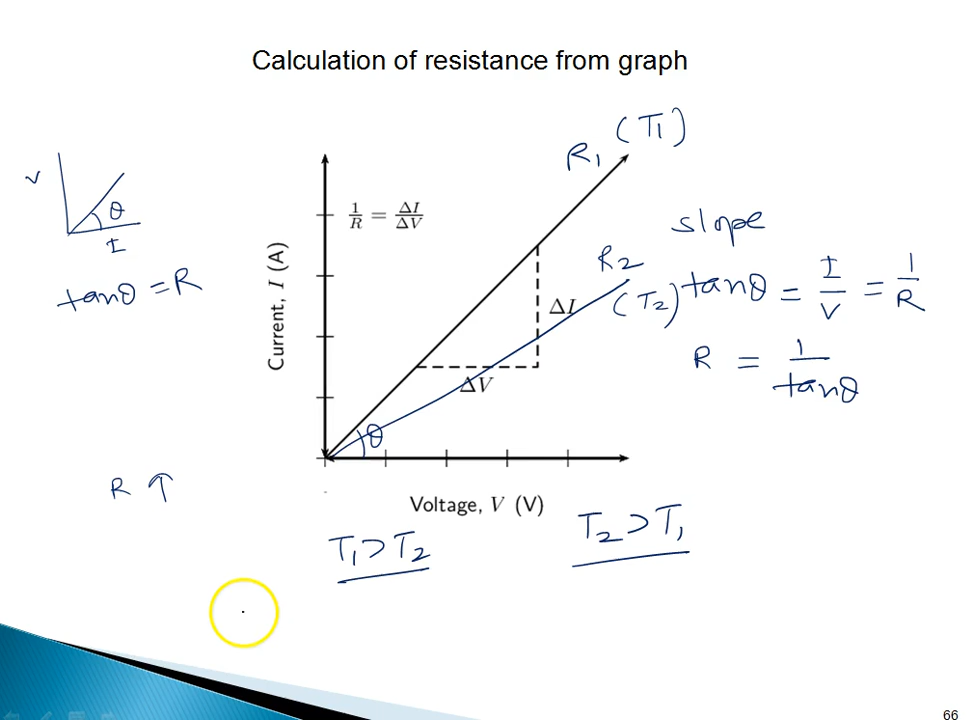 Calculation of resistance from graph
R1 (T1)
V
θ
I
tanθ = R
1/R = ΔI/ΔV
Current, I (A)
slope
R2
(T2)
tanθ = I/V = 1/R
ΔI
R = 1/tanθ
ΔV
θ
R ↑
Voltage, V (V)
T1 > T2
T2 > T1
66